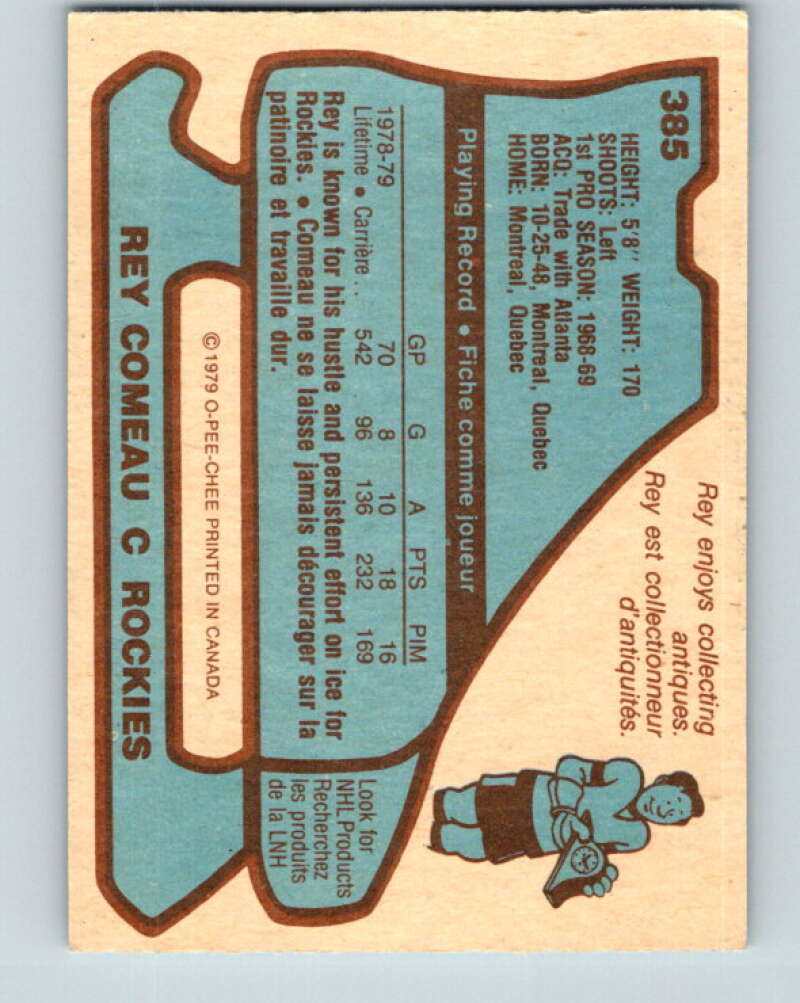 385
HEIGHT: 5'8" WEIGHT: 170
SHOOTS: Left
1st PRO SEASON: 1968-69
ACQ: Trade with Atlanta
BORN: 10-25-48, Montreal, Quebec
HOME: Montreal, Quebec
Rey enjoys collecting
antiques.
Rey est collectionneur
d'antiquités.
Playing Record • Fiche comme joueur
GP G A PTS PIM
1978-79 70 8 10 18 16
Lifetime • Carrière . . 542 96 136 232 169
Rey is known for his hustle and persistent effort on ice for
Rockies. • Comeau ne se laisse jamais décourager sur la
patinoire et travaille dur.
Look for
NHL Products
Recherchez
les produits
de la LNH
© 1979 O-PEE-CHEE PRINTED IN CANADA
REY COMEAU C ROCKIES